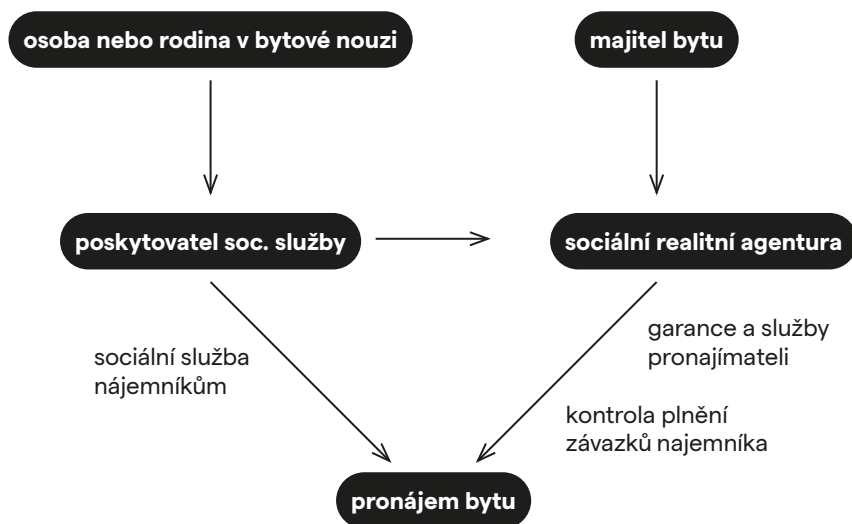 osoba nebo rodina v bytové nouzi
majitel bytu
poskytovatel soc. služby
sociální realitní agentura
sociální služba
nájemníkům
garance a služby
pronajímateli
kontrola plnění
závazků najemníka
pronájem bytu